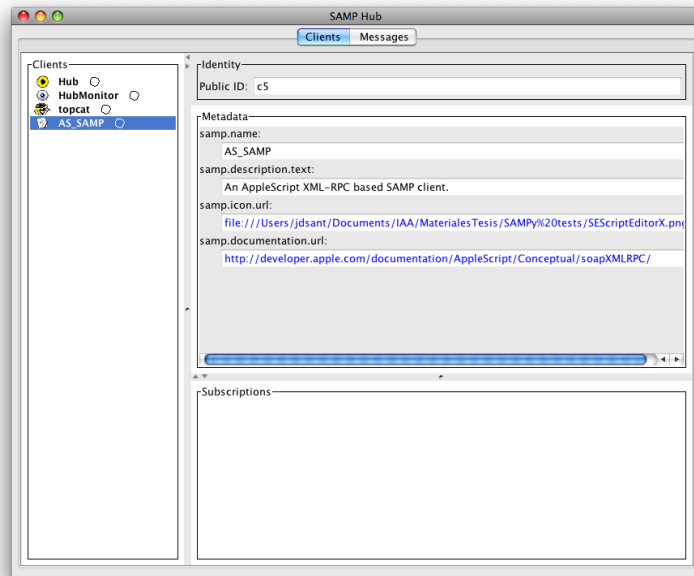 SAMP Hub
Clients Messages
Clients
Hub
HubMonitor
topcat
AS_SAMP
Identity
Public ID: c5
Metadata
samp.name:
AS_SAMP
samp.description.text:
An AppleScript XML-RPC based SAMP client.
samp.icon.url:
file:///Users/jdsant/Documents/IAA/MaterialesTesis/SAMPy%20tests/SEScriptEditorX.png
samp.documentation.url:
http://developer.apple.com/documentation/AppleScript/Conceptual/soapXMLRPC/
Subscriptions